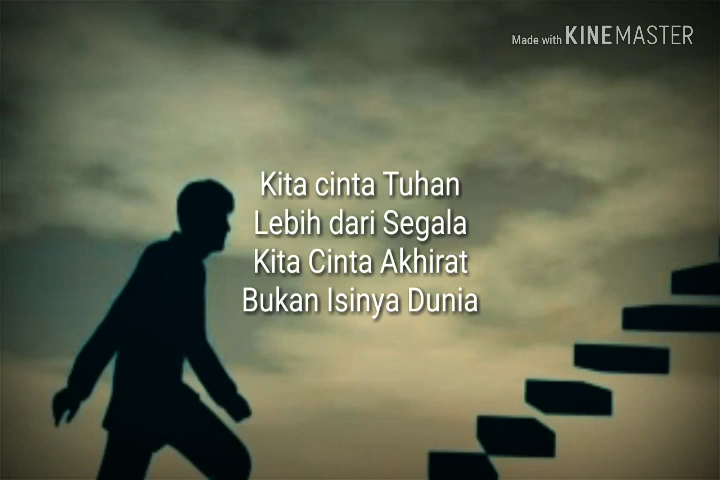 Made with KINEMASTER
Kita cinta Tuhan
Lebih dari Segala
Kita Cinta Akhirat
Bukan Isinya Dunia